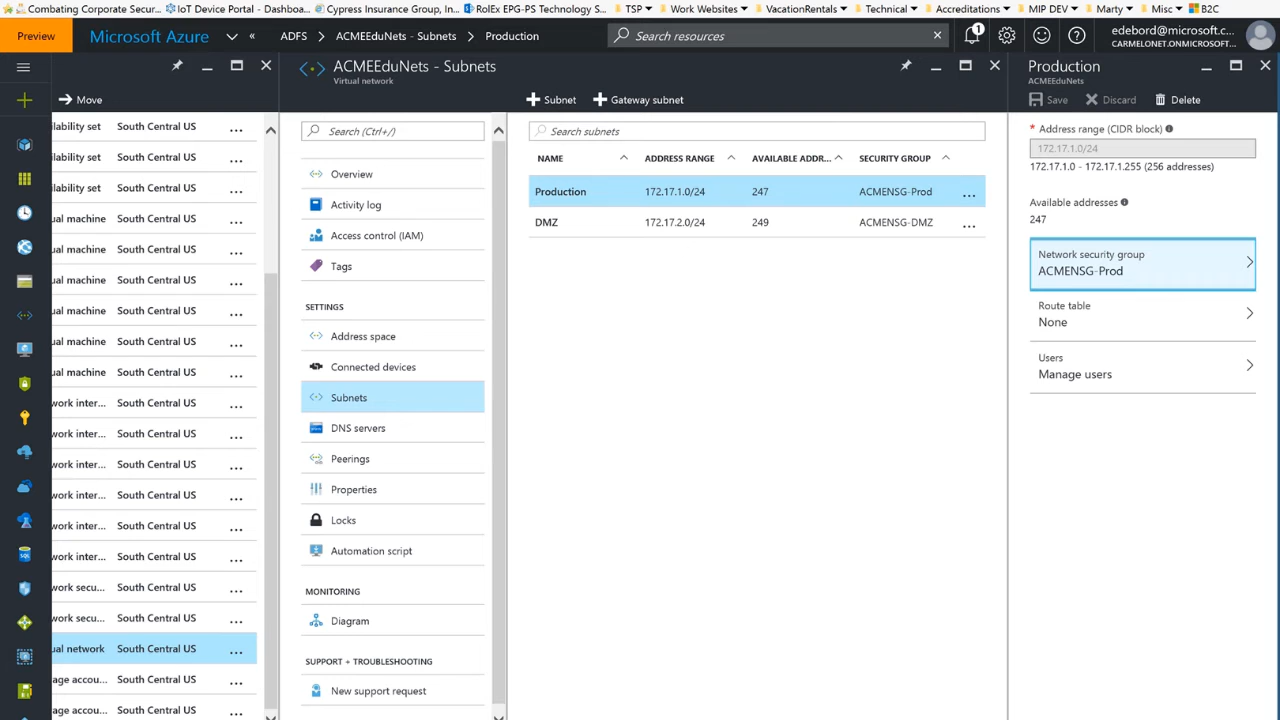 Combating Corporate Secur...
IoT Device Portal - Dashboa...
Cypress Insurance Group, In...
RolEx EPG-PS Technology S...
TSP
Work Websites
VacationRentals
Technical
Accreditations
MIP DEV
Marty
Misc
B2C
Preview
Microsoft Azure
«
ADFS
ACMEEduNets - Subnets
Production
Search resources
1
edebord@microsoft.c...
CARMELONET.ONMICROSOFT...
Move
ilability set South Central US ...
ilability set South Central US ...
ilability set South Central US ...
ual machine South Central US ...
ual machine South Central US ...
ual machine South Central US ...
ual machine South Central US ...
ual machine South Central US ...
ual machine South Central US ...
work inter... South Central US ...
work inter... South Central US ...
work inter... South Central US ...
work inter... South Central US ...
work inter... South Central US ...
work inter... South Central US ...
work secu... South Central US ...
work secu... South Central US ...
ual network South Central US ...
age accou... South Central US ...
age accou... South Central US ...
SQL
ACMEEduNets - Subnets
Virtual network
Search (Ctrl+/)
Overview
Activity log
Access control (IAM)
Tags
SETTINGS
Address space
Connected devices
Subnets
DNS servers
Peerings
Properties
Locks
Automation script
MONITORING
Diagram
SUPPORT + TROUBLESHOOTING
New support request
Subnet
Gateway subnet
Search subnets
NAME ADDRESS RANGE AVAILABLE ADDR... SECURITY GROUP
Production 172.17.1.0/24 247 ACMENSG-Prod ...
DMZ 172.17.2.0/24 249 ACMENSG-DMZ ...
Production
ACMEEduNets
Save
Discard
Delete
* Address range (CIDR block)
172.17.1.0/24
172.17.1.0 - 172.17.1.255 (256 addresses)
Available addresses
247
Network security group
ACMENSG-Prod
Route table
None
Users
Manage users